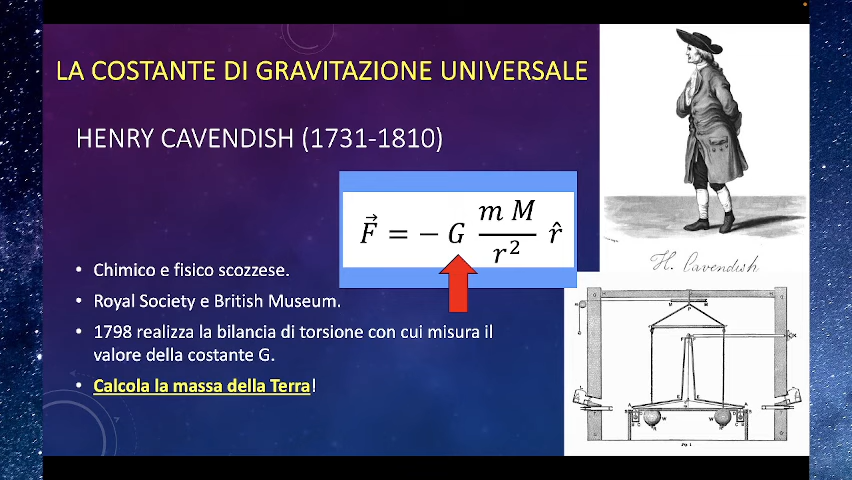 LA COSTANTE DI GRAVITAZIONE UNIVERSALE
HENRY CAVENDISH (1731-1810)
F⃗ = − G m M / r² r̂
• Chimico e fisico scozzese.
• Royal Society e British Museum.
• 1798 realizza la bilancia di torsione con cui misura il
valore della costante G.
• Calcola la massa della Terra!
H. Cavendish